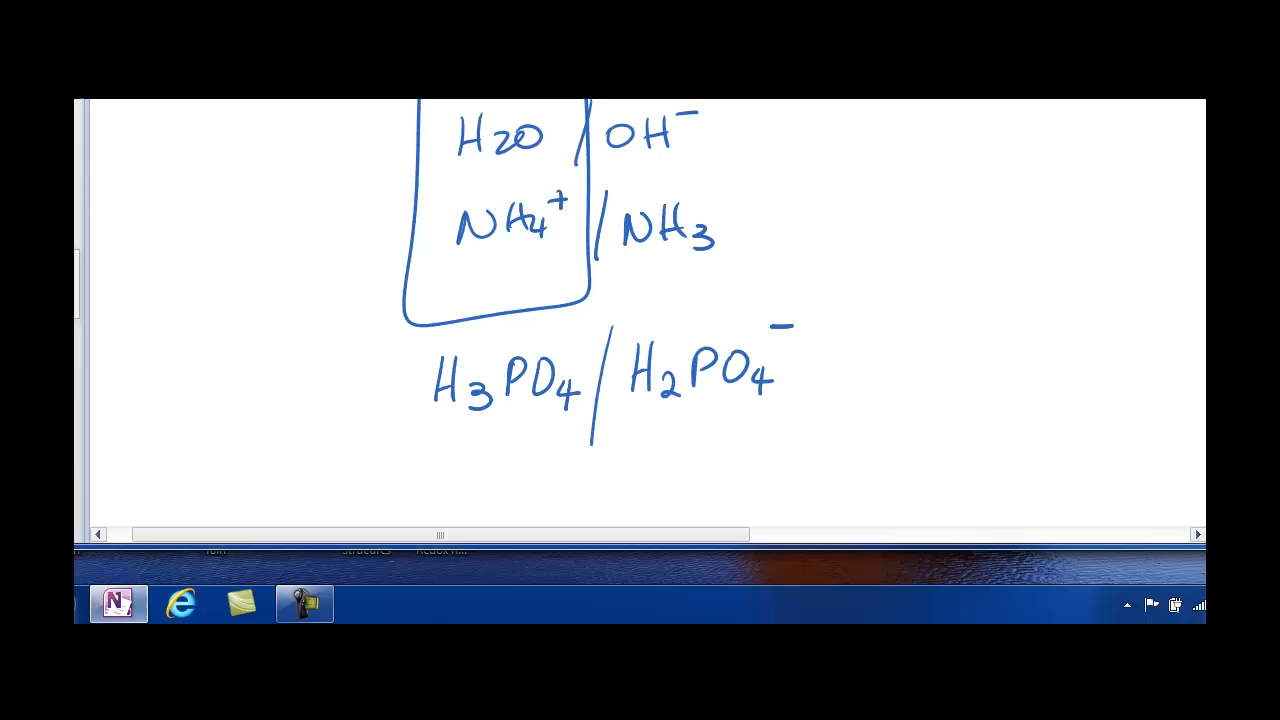 H2O / OH⁻
NH4⁺ / NH3
H3PO4 / H2PO4⁻